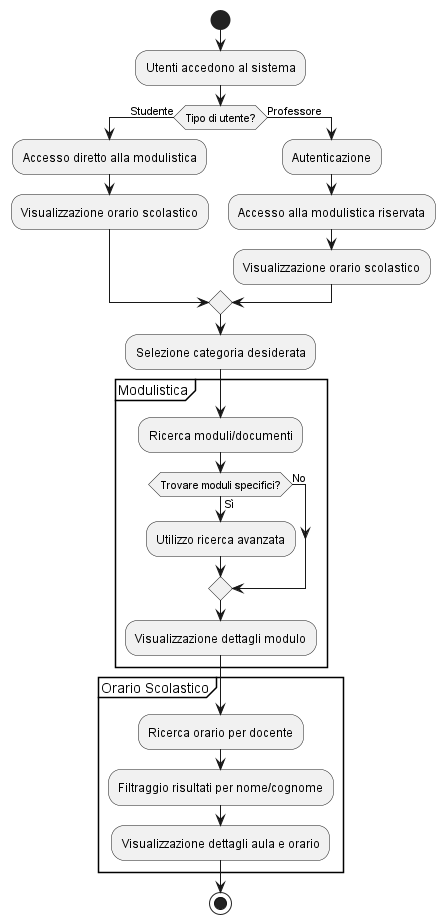 Utenti accedono al sistema
Studente
Tipo di utente?
Professore
Accesso diretto alla modulistica
Visualizzazione orario scolastico
Autenticazione
Accesso alla modulistica riservata
Visualizzazione orario scolastico
Selezione categoria desiderata
Modulistica
Ricerca moduli/documenti
Trovare moduli specifici?
No
Sì
Utilizzo ricerca avanzata
Visualizzazione dettagli modulo
Orario Scolastico
Ricerca orario per docente
Filtraggio risultati per nome/cognome
Visualizzazione dettagli aula e orario